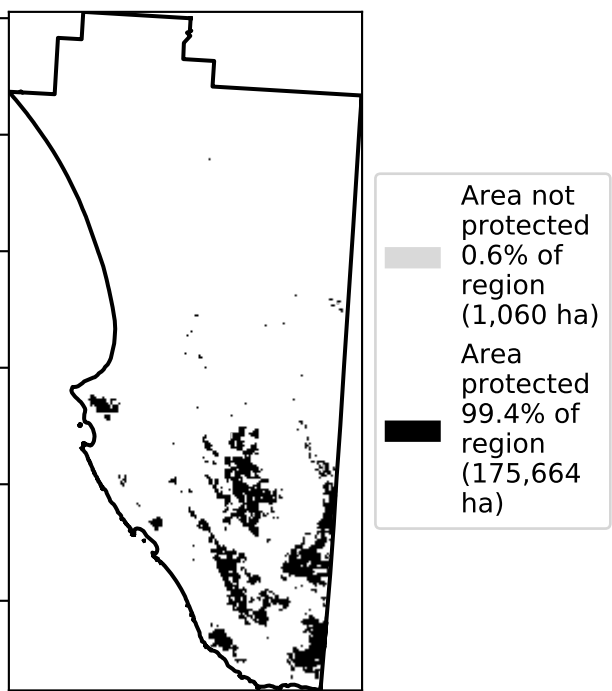 Area not
protected
0.6% of
region
(1,060 ha)
Area
protected
99.4% of
region
(175,664
ha)